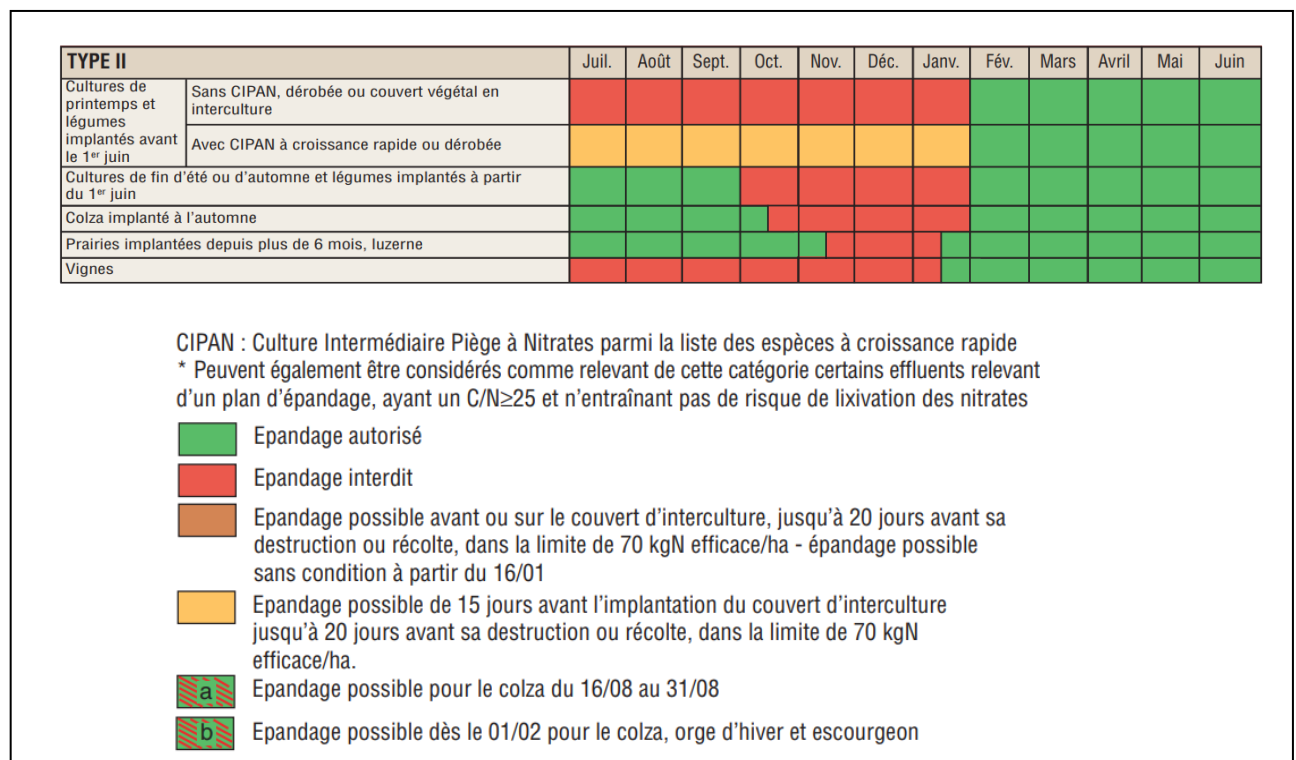 TYPE II Juil. Août Sept. Oct. Nov. Déc. Janv. Fév. Mars Avril Mai Juin
Cultures de
printemps et
légumes
implantés avant
le 1er juin
Sans CIPAN, dérobée ou couvert végétal en
interculture
Avec CIPAN à croissance rapide ou dérobée
Cultures de fin d'été ou d'automne et légumes implantés à partir
du 1er juin
Colza implanté à l'automne
Prairies implantées depuis plus de 6 mois, luzerne
Vignes
CIPAN : Culture Intermédiaire Piège à Nitrates parmi la liste des espèces à croissance rapide
* Peuvent également être considérés comme relevant de cette catégorie certains effluents relevant
d'un plan d'épandage, ayant un C/N≥25 et n'entraînant pas de risque de lixivation des nitrates
Epandage autorisé
Epandage interdit
Epandage possible avant ou sur le couvert d'interculture, jusqu'à 20 jours avant sa
destruction ou récolte, dans la limite de 70 kgN efficace/ha - épandage possible
sans condition à partir du 16/01
Epandage possible de 15 jours avant l'implantation du couvert d'interculture
jusqu'à 20 jours avant sa destruction ou récolte, dans la limite de 70 kgN
efficace/ha.
a Epandage possible pour le colza du 16/08 au 31/08
b Epandage possible dès le 01/02 pour le colza, orge d'hiver et escourgeon